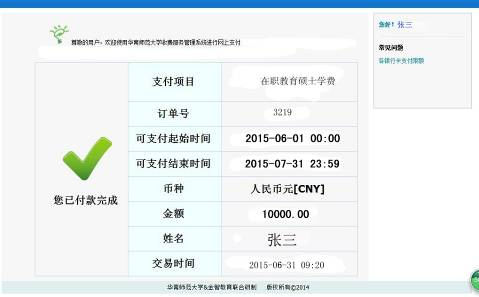 尊敬的用户：欢迎使用华南师范大学收费服务管理系统进行网上支付
您好！张三
常见问题
各银行卡支付限额
支付项目 在职教育硕士学费
订单号 3219
可支付起始时间 2015-06-01 00:00
可支付结束时间 2015-07-31 23:59
您已付款完成
币种 人民币元[CNY]
金额 10000.00
姓名 张三
交易时间 2015-06-31 09:20
华南师范大学&金智教育联合研制 版权所有©2014